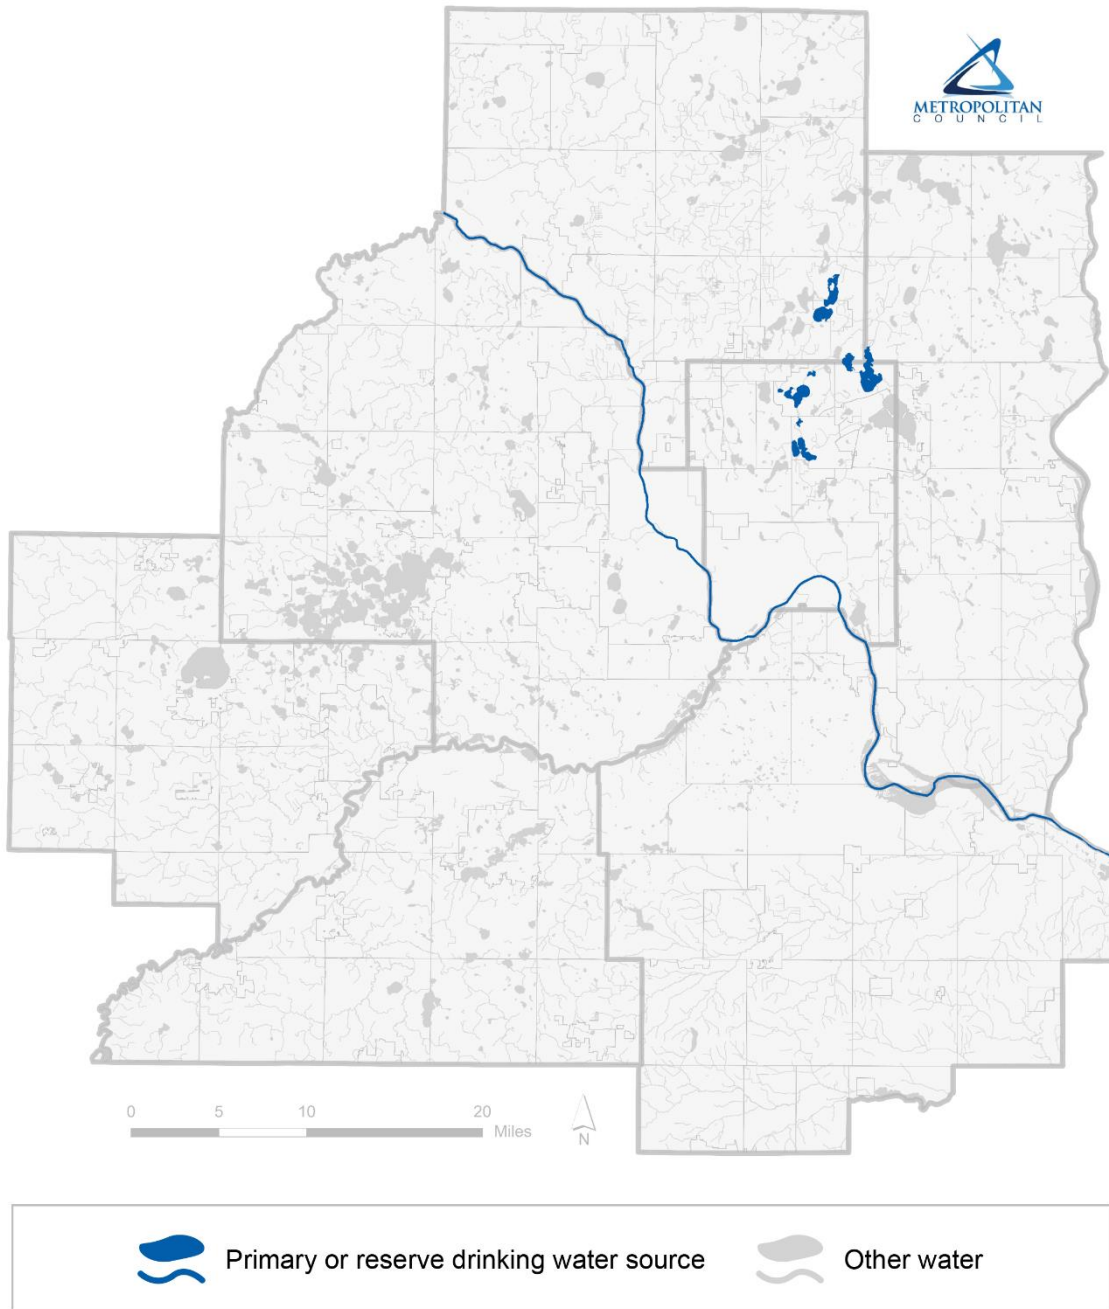 METROPOLITAN
COUNCIL
0 5 10 20
Miles
N
Primary or reserve drinking water source
Other water